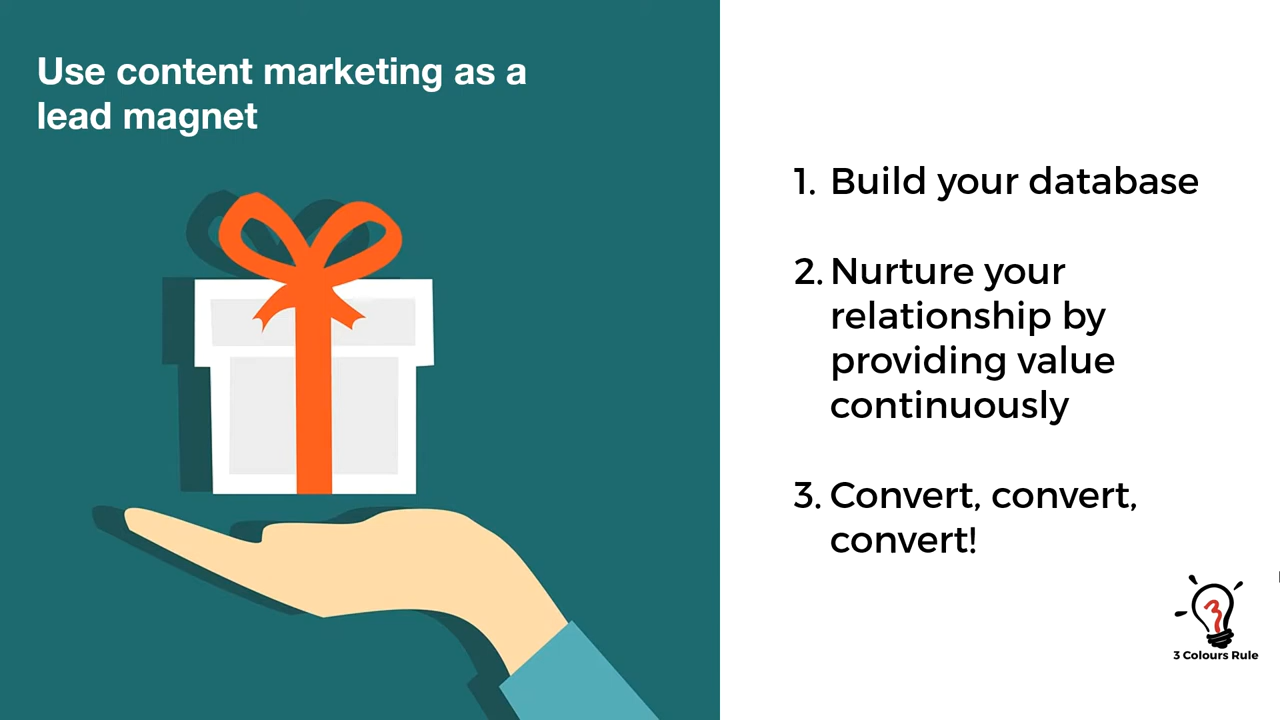 Use content marketing as a
lead magnet
1. Build your database
2. Nurture your
relationship by
providing value
continuously
3. Convert, convert,
convert!
3
3 Colours Rule